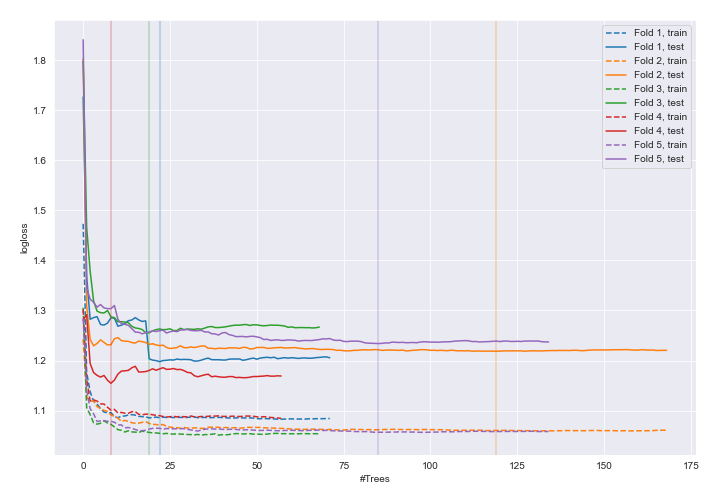 1.8
1.7
1.6
1.5
1.4
1.3
1.2
1.1
logloss
0
25
50
75
100
125
150
175
#Trees
Fold 1, train
Fold 1, test
Fold 2, train
Fold 2, test
Fold 3, train
Fold 3, test
Fold 4, train
Fold 4, test
Fold 5, train
Fold 5, test